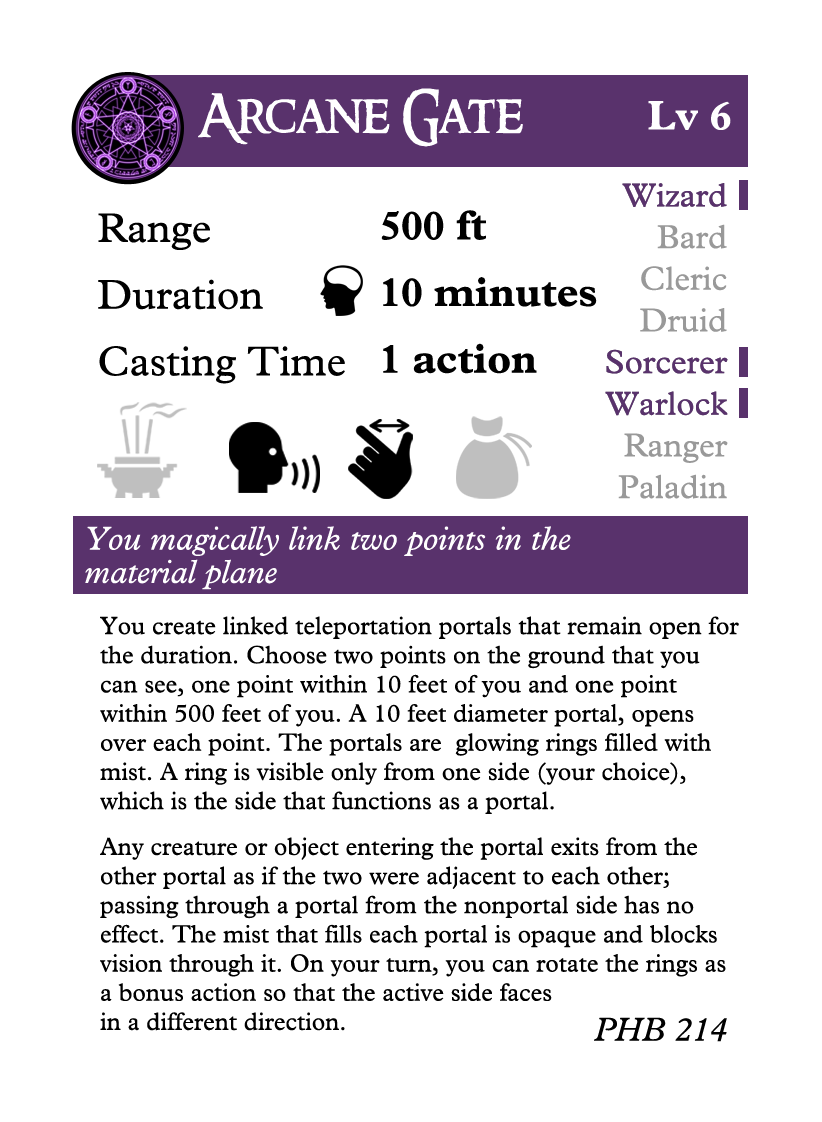 Arcane Gate
Lv 6
Range 500 ft
Duration 10 minutes
Casting Time 1 action
Wizard
Bard
Cleric
Druid
Sorcerer
Warlock
Ranger
Paladin
You magically link two points in the
material plane
You create linked teleportation portals that remain open for
the duration. Choose two points on the ground that you
can see, one point within 10 feet of you and one point
within 500 feet of you. A 10 feet diameter portal, opens
over each point. The portals are  glowing rings filled with
mist. A ring is visible only from one side (your choice),
which is the side that functions as a portal.
Any creature or object entering the portal exits from the
other portal as if the two were adjacent to each other;
passing through a portal from the nonportal side has no
effect. The mist that fills each portal is opaque and blocks
vision through it. On your turn, you can rotate the rings as
a bonus action so that the active side faces
in a different direction.
PHB 214